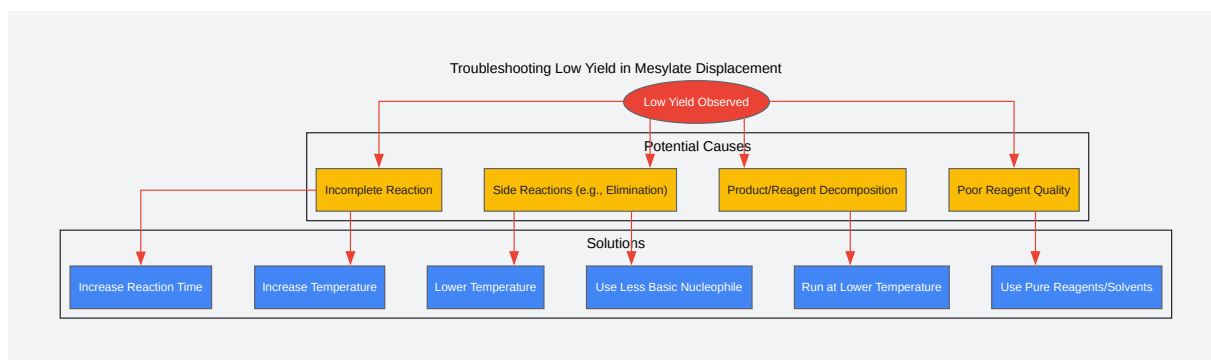 Troubleshooting Low Yield in Mesylate Displacement
Low Yield Observed
Potential Causes
Incomplete Reaction
Side Reactions (e.g., Elimination)
Product/Reagent Decomposition
Poor Reagent Quality
Solutions
Increase Reaction Time
Increase Temperature
Lower Temperature
Use Less Basic Nucleophile
Run at Lower Temperature
Use Pure Reagents/Solvents